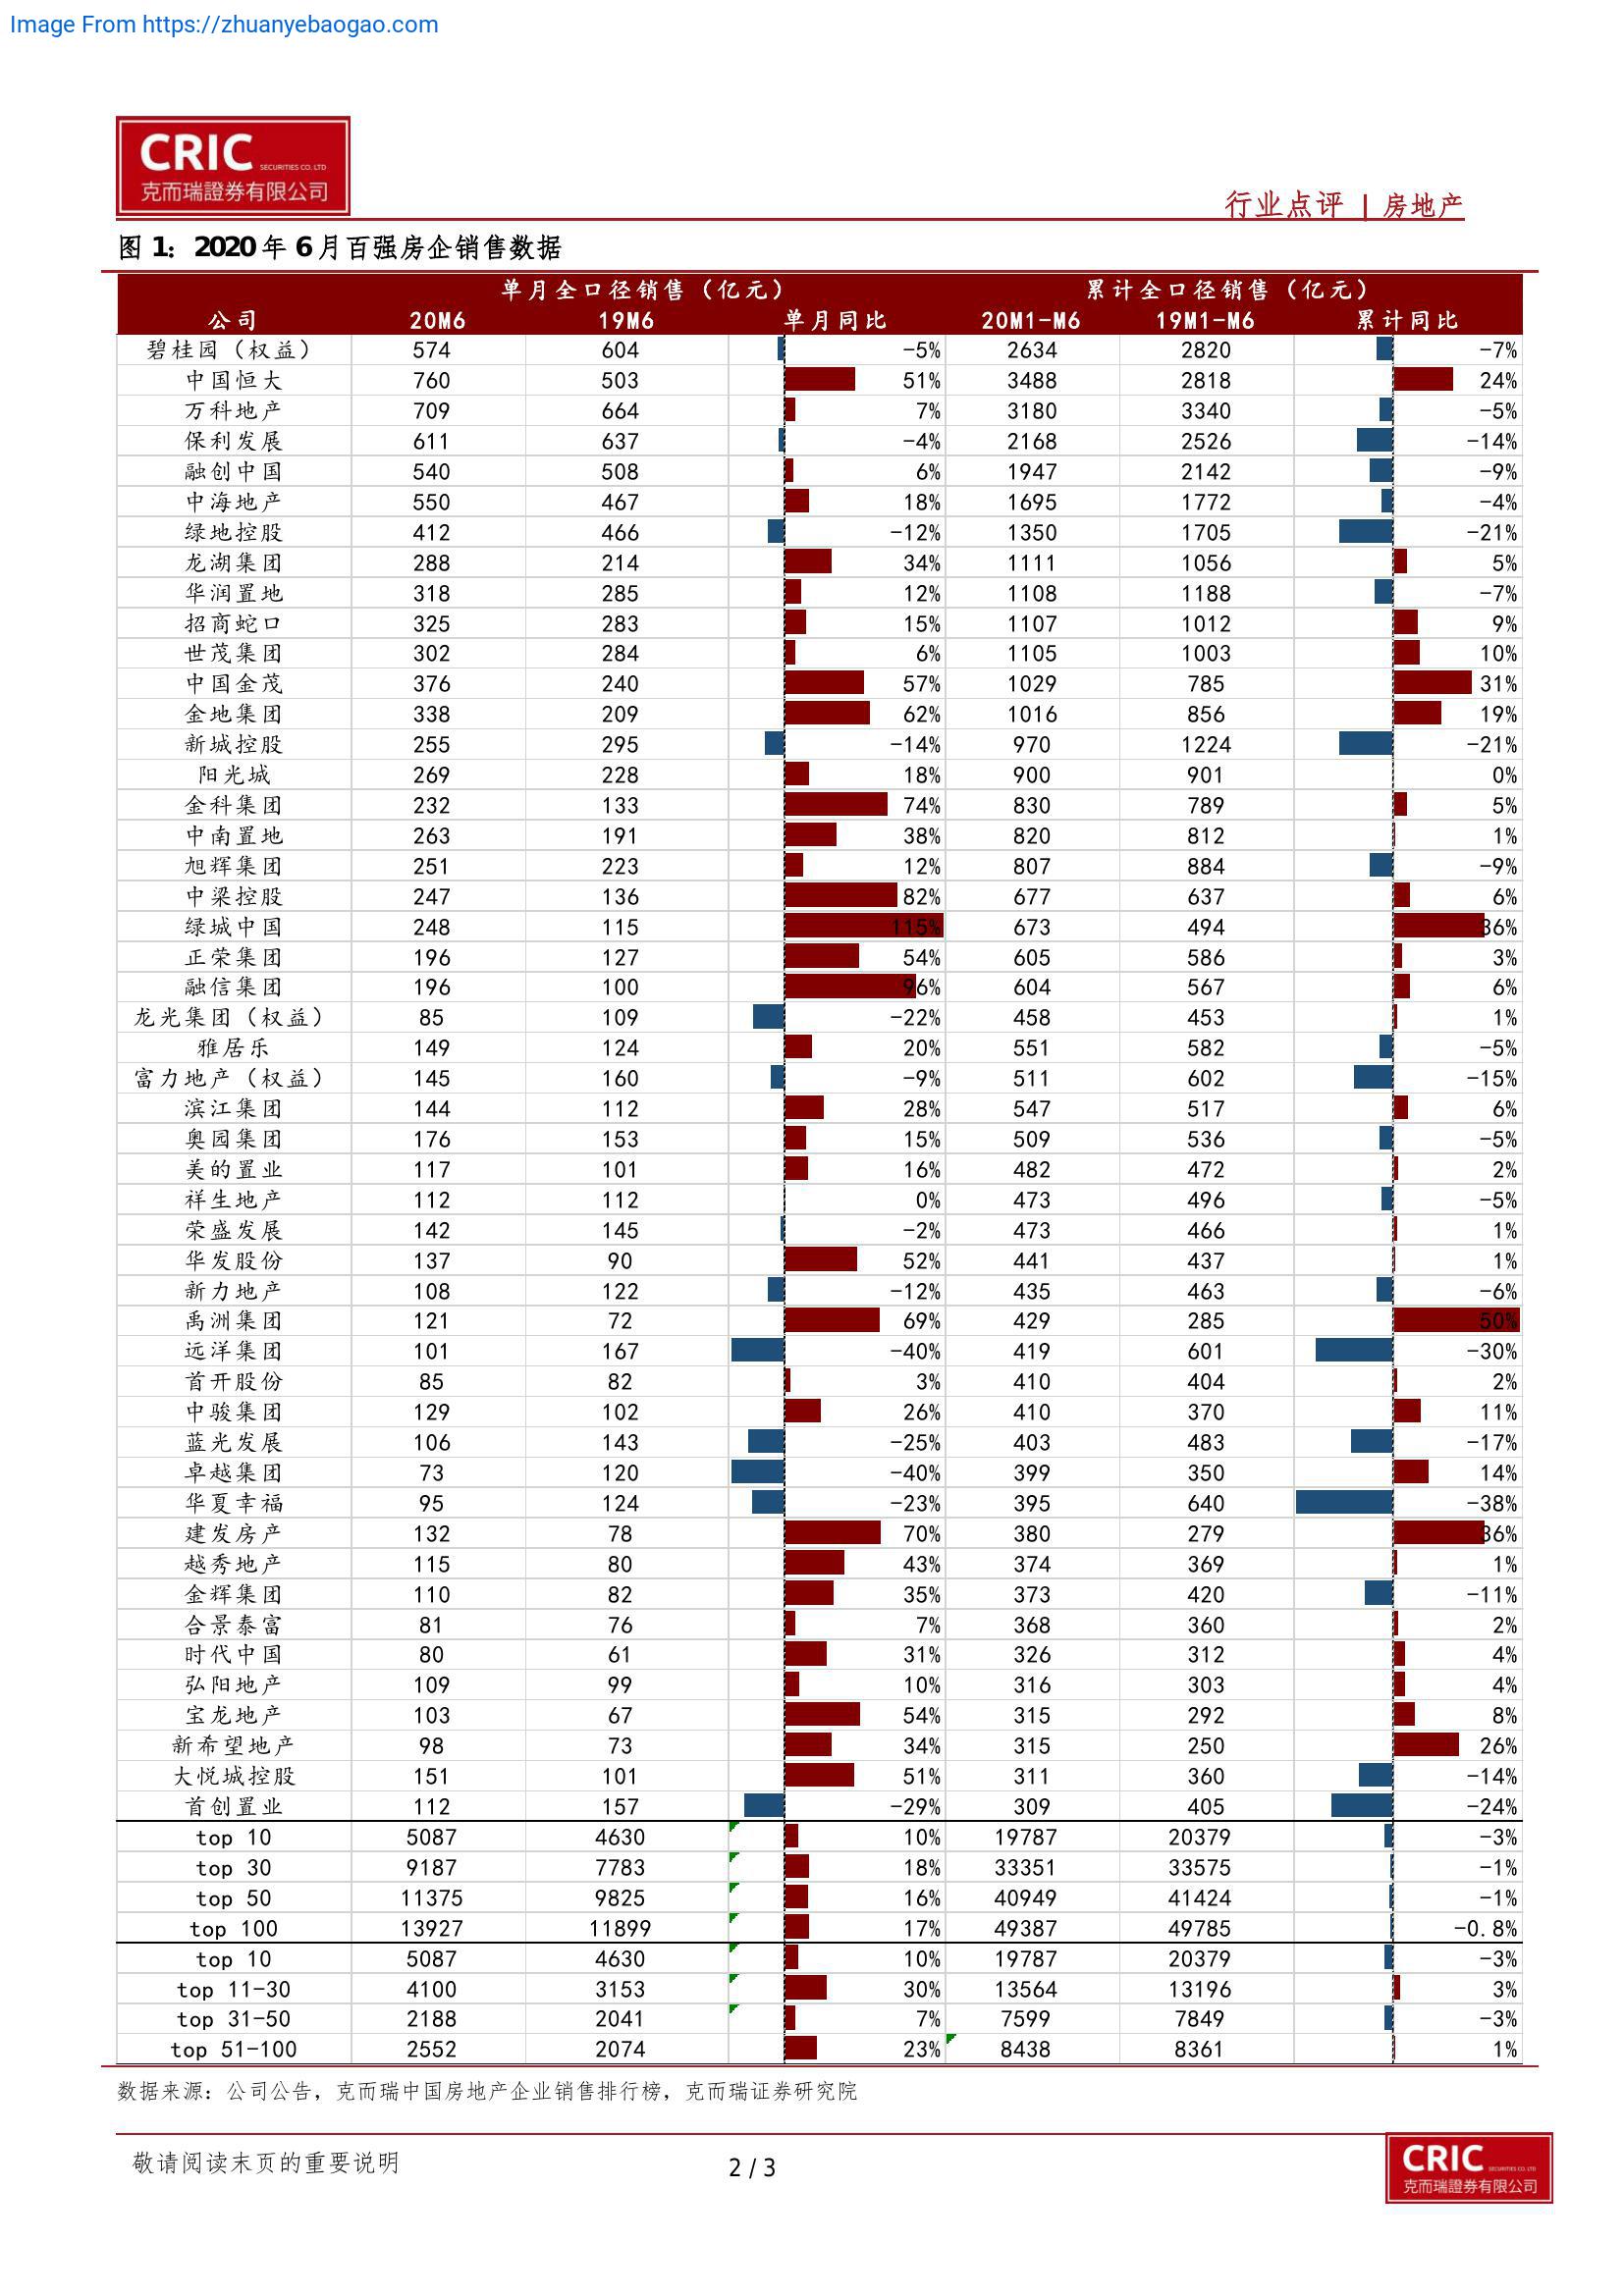 Image From https://zhuanyebaogao.com
CRIC SECURITIES CO. LTD
克而瑞證券有限公司
行业点评 | 房地产
图 1: 2020 年 6 月百强房企销售数据
单月全口径销售（亿元） 累计全口径销售（亿元）
公司 20M6 19M6 单月同比 20M1-M6 19M1-M6 累计同比
碧桂园（权益） 574 604 -5% 2634 2820 -7%
中国恒大 760 503 51% 3488 2818 24%
万科地产 709 664 7% 3180 3340 -5%
保利发展 611 637 -4% 2168 2526 -14%
融创中国 540 508 6% 1947 2142 -9%
中海地产 550 467 18% 1695 1772 -4%
绿地控股 412 466 -12% 1350 1705 -21%
龙湖集团 288 214 34% 1111 1056 5%
华润置地 318 285 12% 1108 1188 -7%
招商蛇口 325 283 15% 1107 1012 9%
世茂集团 302 284 6% 1105 1003 10%
中国金茂 376 240 57% 1029 785 31%
金地集团 338 209 62% 1016 856 19%
新城控股 255 295 -14% 970 1224 -21%
阳光城 269 228 18% 900 901 0%
金科集团 232 133 74% 830 789 5%
中南置地 263 191 38% 820 812 1%
旭辉集团 251 223 12% 807 884 -9%
中梁控股 247 136 82% 677 637 6%
绿城中国 248 115 115% 673 494 36%
正荣集团 196 127 54% 605 586 3%
融信集团 196 100 96% 604 567 6%
龙光集团（权益） 85 109 -22% 458 453 1%
雅居乐 149 124 20% 551 582 -5%
富力地产（权益） 145 160 -9% 511 602 -15%
滨江集团 144 112 28% 547 517 6%
奥园集团 176 153 15% 509 536 -5%
美的置业 117 101 16% 482 472 2%
祥生地产 112 112 0% 473 496 -5%
荣盛发展 142 145 -2% 473 466 1%
华发股份 137 90 52% 441 437 1%
新力地产 108 122 -12% 435 463 -6%
禹洲集团 121 72 69% 429 285 50%
远洋集团 101 167 -40% 419 601 -30%
首开股份 85 82 3% 410 404 2%
中骏集团 129 102 26% 410 370 11%
蓝光发展 106 143 -25% 403 483 -17%
卓越集团 73 120 -40% 399 350 14%
华夏幸福 95 124 -23% 395 640 -38%
建发房产 132 78 70% 380 279 36%
越秀地产 115 80 43% 374 369 1%
金辉集团 110 82 35% 373 420 -11%
合景泰富 81 76 7% 368 360 2%
时代中国 80 61 31% 326 312 4%
弘阳地产 109 99 10% 316 303 4%
宝龙地产 103 67 54% 315 292 8%
新希望地产 98 73 34% 315 250 26%
大悦城控股 151 101 51% 311 360 -14%
首创置业 112 157 -29% 309 405 -24%
top 10 5087 4630 10% 19787 20379 -3%
top 30 9187 7783 18% 33351 33575 -1%
top 50 11375 9825 16% 40949 41424 -1%
top 100 13927 11899 17% 49387 49785 -0.8%
top 10 5087 4630 10% 19787 20379 -3%
top 11-30 4100 3153 30% 13564 13196 3%
top 31-50 2188 2041 7% 7599 7849 -3%
top 51-100 2552 2074 23% 8438 8361 1%
数据来源：公司公告，克而瑞中国房地产企业销售排行榜，克而瑞证券研究院
敬请阅读末页的重要说明
2 / 3
CRIC SECURITIES CO. LTD
克而瑞證券有限公司